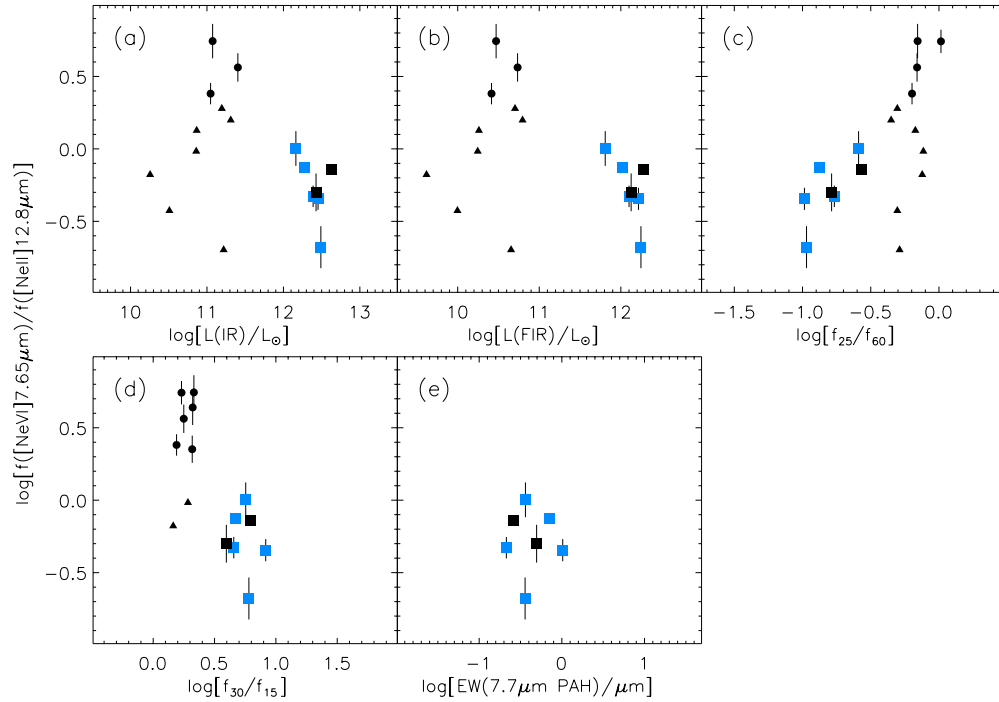 (a)
(b)
(c)
0.5
0.0
−0.5
10 11 12 13
10 11 12
−1.5 −1.0 −0.5 0.0
log[L(IR)/L☉]
log[L(FIR)/L☉]
log[f25/f60]
log[f([NeVI]7.65μm)/f([NeII]12.8μm)]
(d)
(e)
0.5
0.0
−0.5
0.0 0.5 1.0 1.5
−1 0 1
log[f30/f15]
log[EW(7.7μm PAH)/μm]